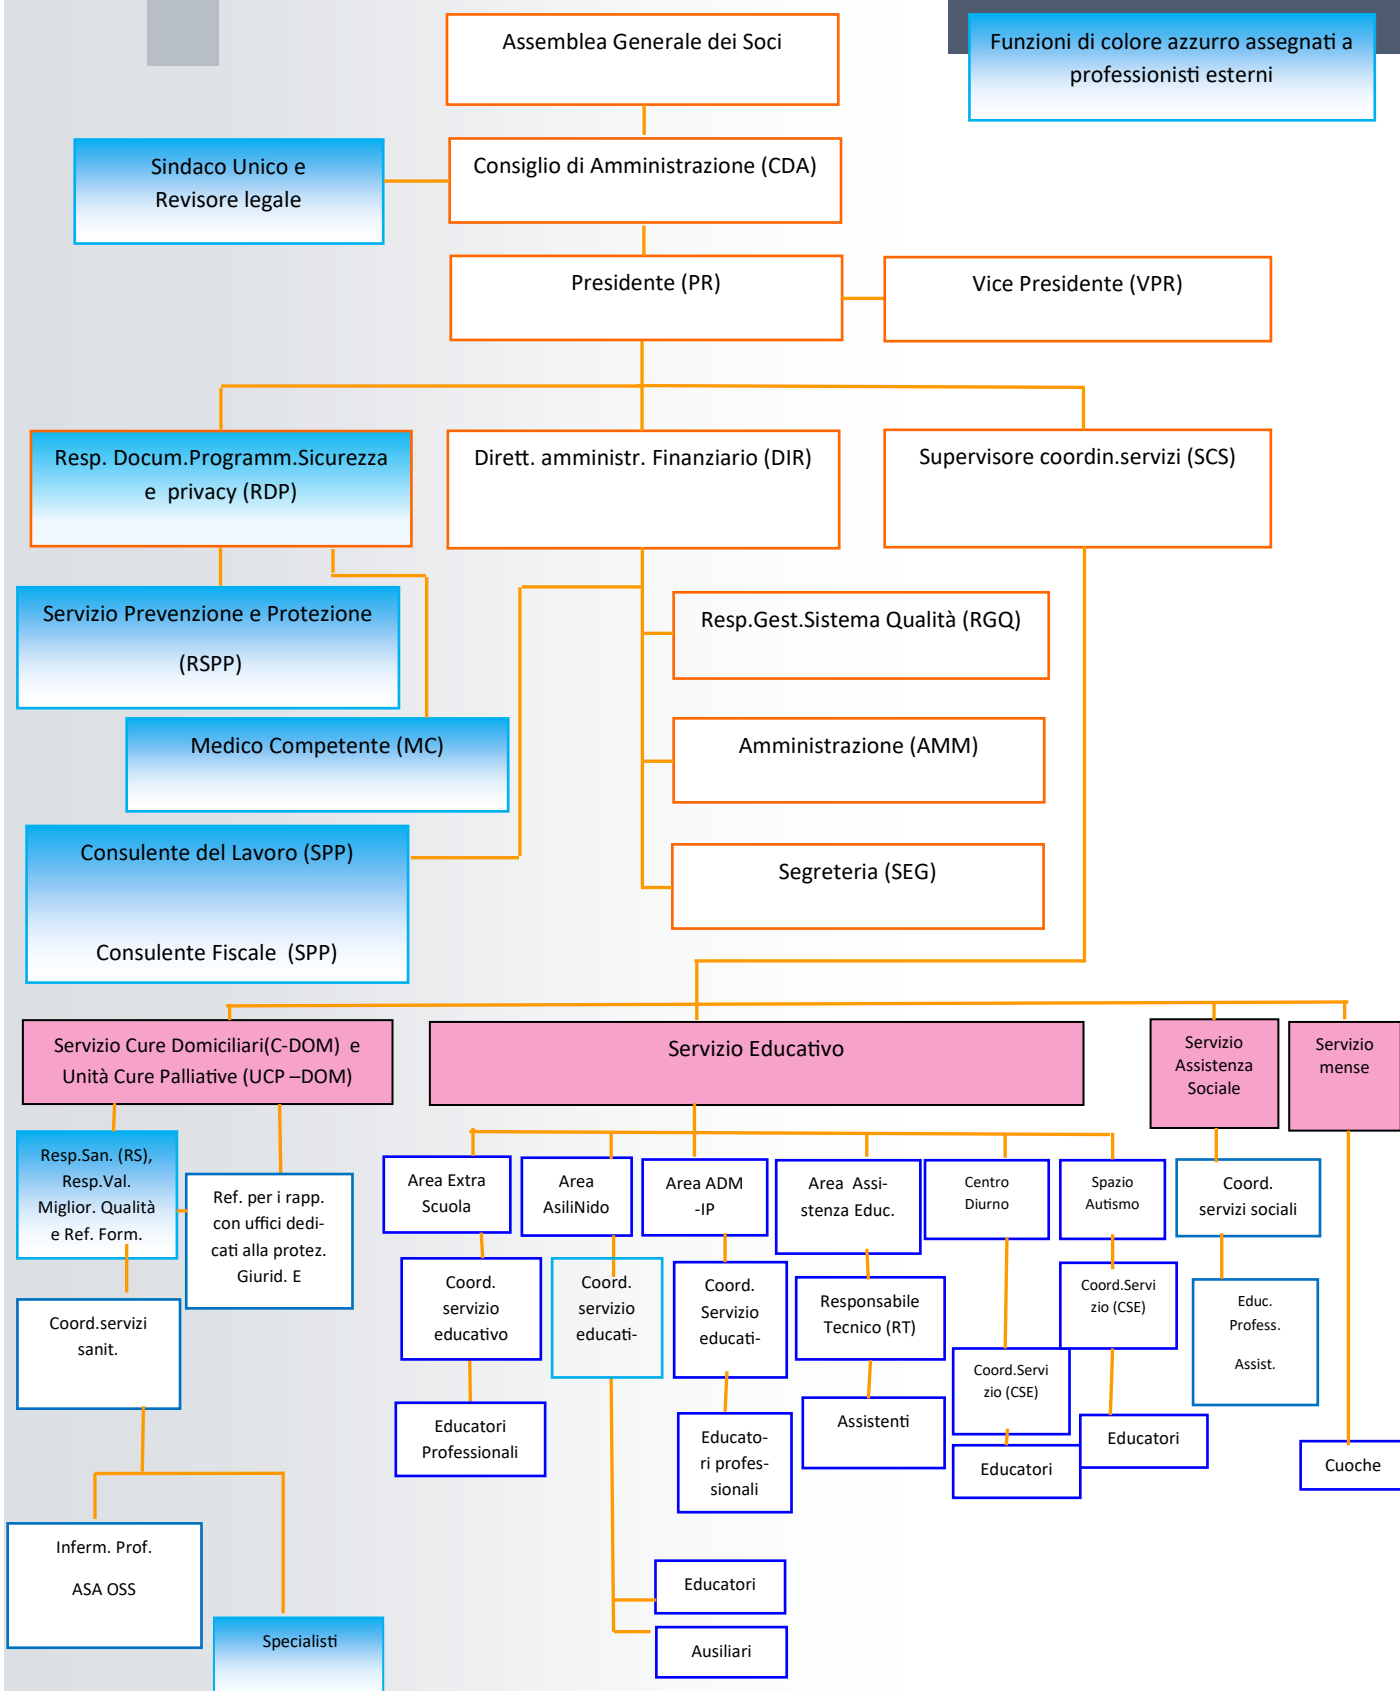 Assemblea Generale dei Soci
Funzioni di colore azzurro assegnati a
professionisti esterni
Sindaco Unico e
Revisore legale
Consiglio di Amministrazione (CDA)
Presidente (PR)
Vice Presidente (VPR)
Resp. Docum.Programm.Sicurezza
e privacy (RDP)
Dirett. amministr. Finanziario (DIR)
Supervisore coordin.servizi (SCS)
Servizio Prevenzione e Protezione
(RSPP)
Resp.Gest.Sistema Qualità (RGQ)
Medico Competente (MC)
Amministrazione (AMM)
Consulente del Lavoro (SPP)
Consulente Fiscale (SPP)
Segreteria (SEG)
Servizio Cure Domiciliari(C-DOM) e
Unità Cure Palliative (UCP –DOM)
Servizio Educativo
Servizio
Assistenza
Sociale
Servizio
mense
Resp.San. (RS),
Resp.Val.
Miglior. Qualità
e Ref. Form.
Ref. per i rapp.
con uffici dedi-
cati alla protez.
Giurid. E
Area Extra
Scuola
Area
AsiliNido
Area ADM
-IP
Area Assi-
stenza Educ.
Centro
Diurno
Spazio
Autismo
Coord.
servizi sociali
Coord.servizi
sanit.
Coord.
servizio
educativo
Coord.
servizio
educati-
Coord.
Servizio
educati-
Responsabile
Tecnico (RT)
Coord.Servi
zio (CSE)
Coord.Servi
zio (CSE)
Educ.
Profess.
Assist.
Educatori
Professionali
Educato-
ri profes-
sionali
Assistenti
Educatori
Educatori
Cuoche
Inferm. Prof.
ASA OSS
Specialisti
Educatori
Ausiliari